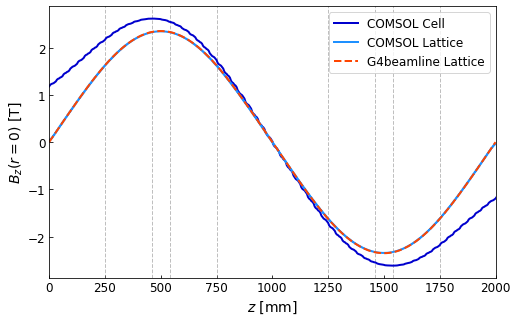 COMSOL Cell
COMSOL Lattice
G4beamline Lattice
B_z(r = 0) [T]
2
1
0
−1
−2
0 250 500 750 1000 1250 1500 1750 2000
z [mm]